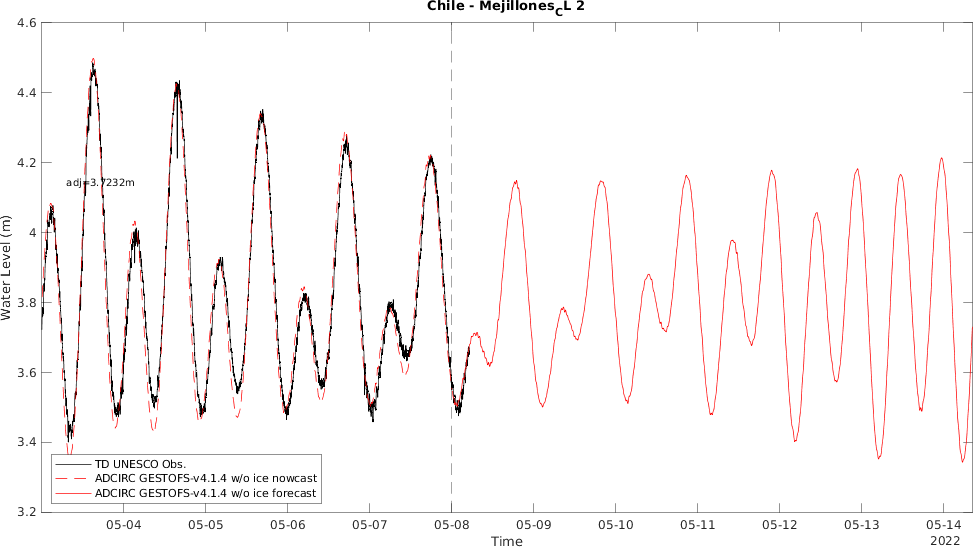 Chile - Mejillones_CL 2
4.6
4.4
4.2
4
3.8
3.6
3.4
3.2
Water Level (m)
adj=3.7232m
TD UNESCO Obs.
ADCIRC GESTOFS-v4.1.4 w/o ice nowcast
ADCIRC GESTOFS-v4.1.4 w/o ice forecast
05-04 05-05 05-06 05-07 05-08 05-09 05-10 05-11 05-12 05-13 05-14
Time
2022